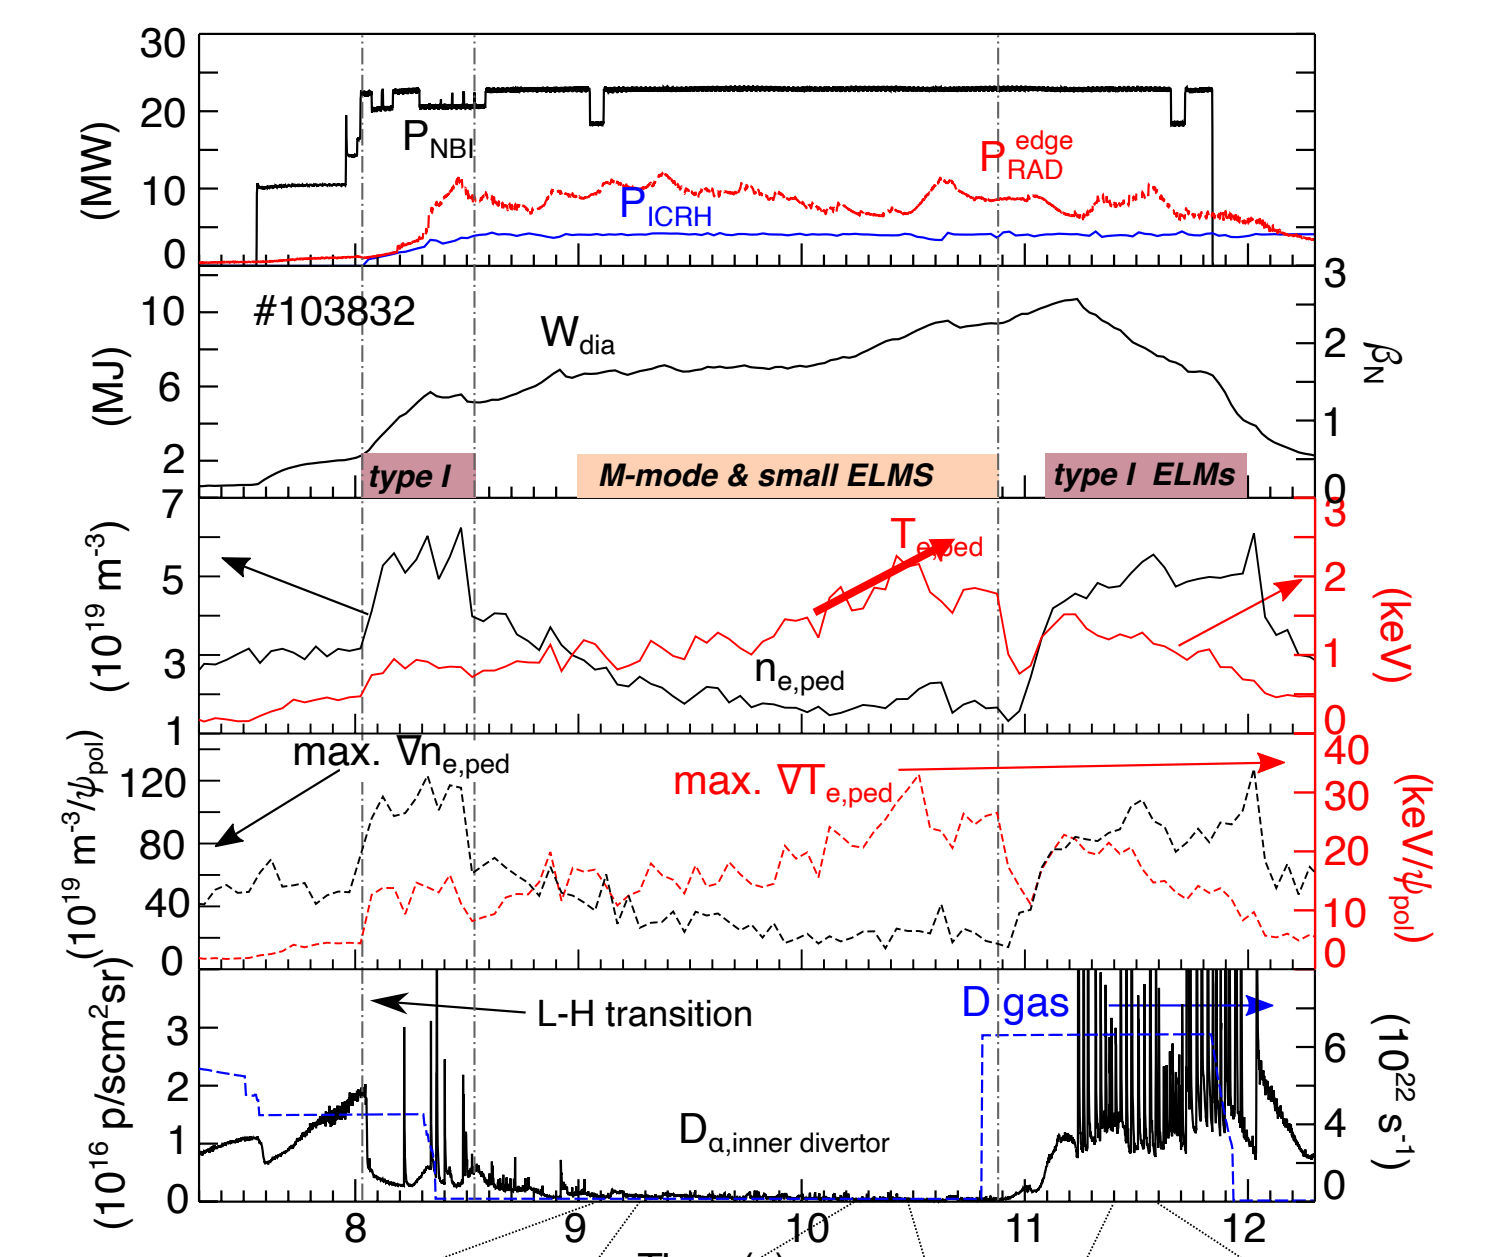 30
20
10
0
(MW)
P_NBI
P_RAD^edge
P_ICRH
#103832
W_dia
10
6
2
(MJ)
3
2
1
0
β_N
type I
M-mode & small ELMS
type I ELMs
7
5
3
1
(10^19 m^-3)
T_e,ped
n_e,ped
3
2
1
0
(keV)
max. ∇n_e,ped
max. ∇T_e,ped
120
80
40
0
(10^19 m^-3/ψ_pol)
40
30
20
10
0
(keV/ψ_pol)
L-H transition
D gas
D_α,inner divertor
3
2
1
0
(10^16 p/scm^2sr)
6
4
2
0
(10^22 s^-1)
8
9
10
11
12